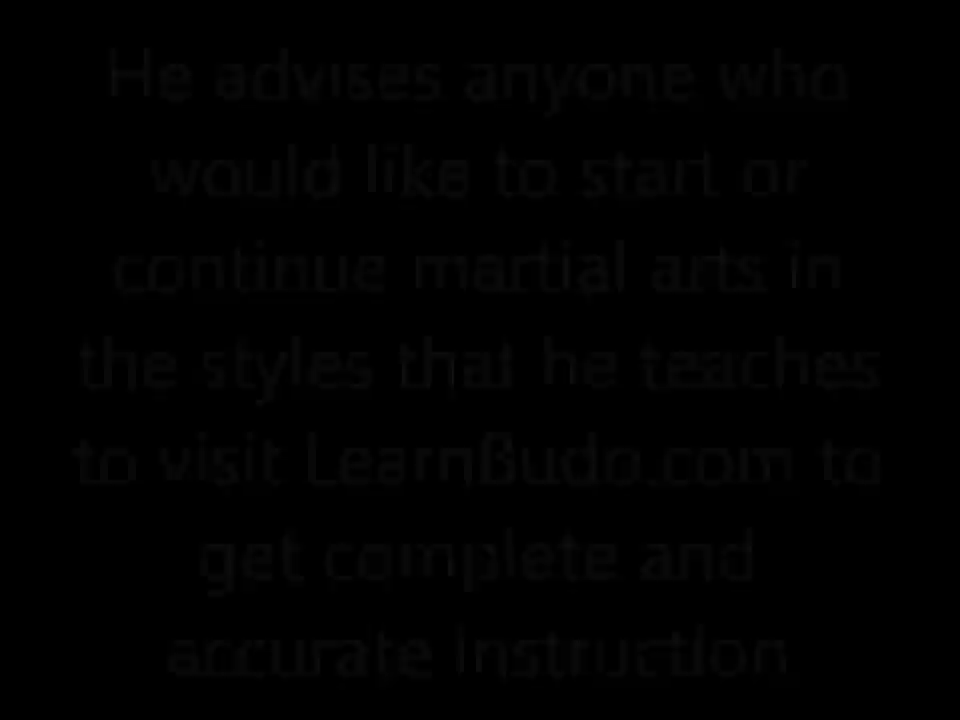 He advises anyone who
would like to start or
continue martial arts in
the styles that he teaches
to visit LearnBudo.com to
get complete and
accurate instruction